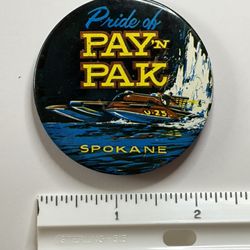 Pride of
PAY 'N
PAK
U-25
SPOKANE
1 2